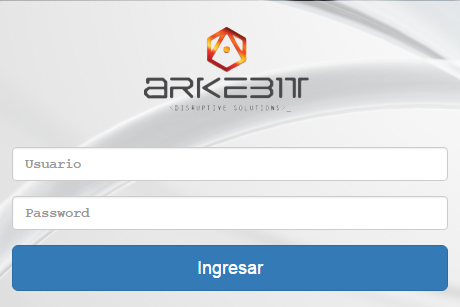 ARKEBIT
<DISRUPTIVE SOLUTIONS/_
Usuario
Password
Ingresar